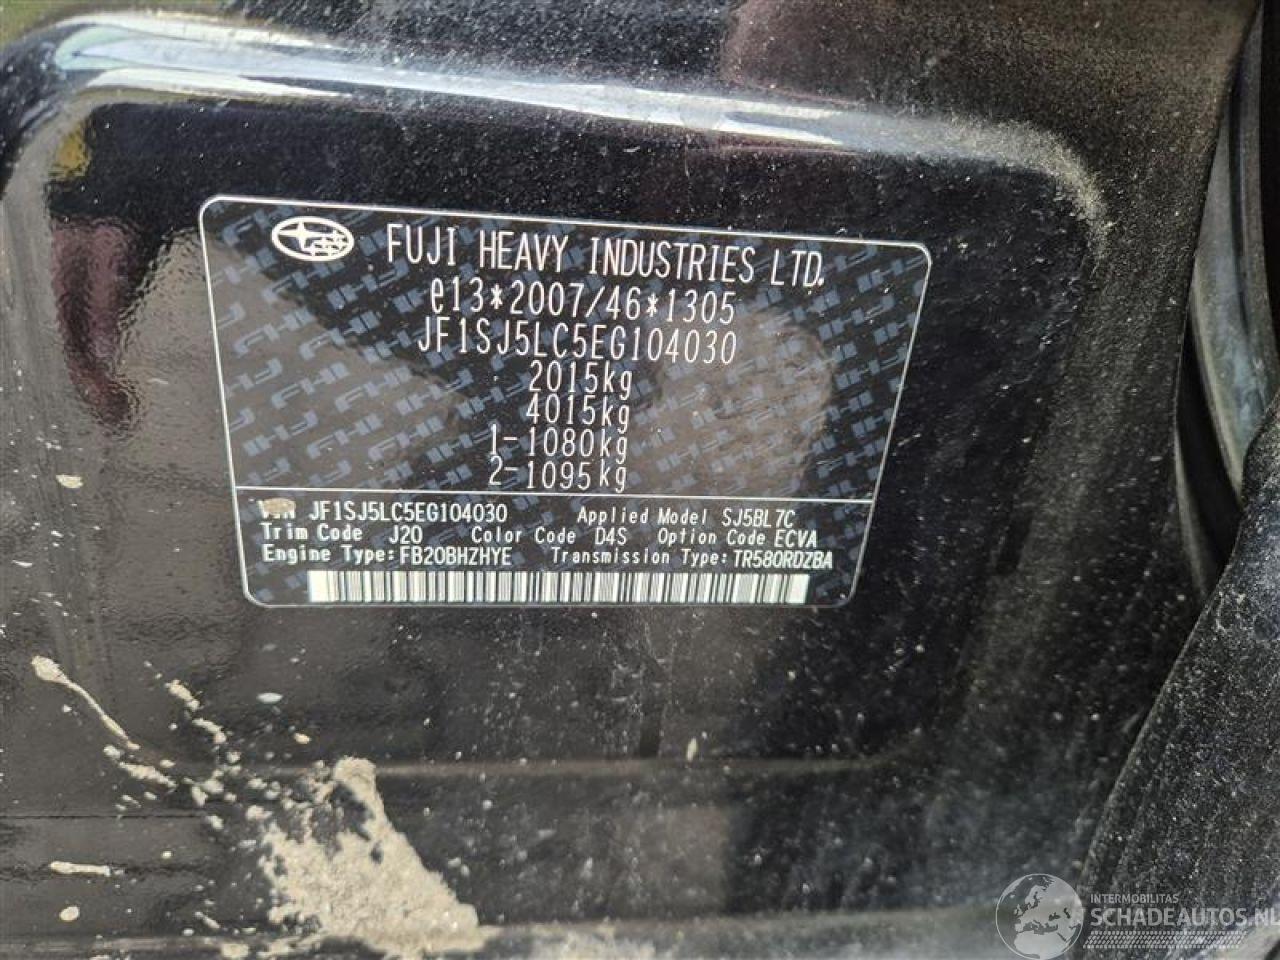 FUJI HEAVY INDUSTRIES LTD.
e13*2007/46*1305
JF1SJ5LC5EG104030
2015kg
4015kg
1-1080kg
2-1095kg
VIN JF1SJ5LC5EG104030 Applied Model SJ5BL7C
Trim Code J20 Color Code D4S Option Code ECVA
Engine Type: FB20BHZHYE Transmission Type: TR580RDZBA
INTERMOBILITAS
SCHADEAUTOS.NL